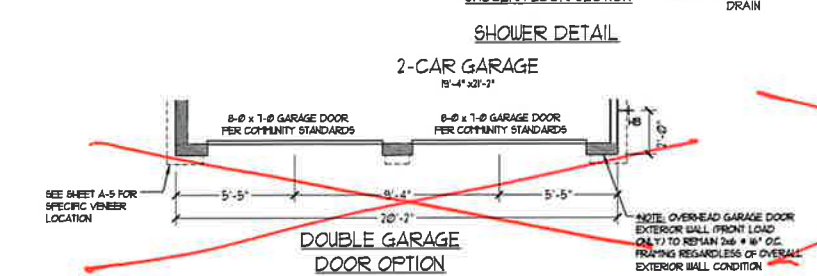 DRAIN
SHOWER DETAIL
2-CAR GARAGE
19'-4" x21'-2"
8-0 x 7-0 GARAGE DOOR
PER COMMUNITY STANDARDS
8-0 x 7-0 GARAGE DOOR
PER COMMUNITY STANDARDS
HB
2'-0"
SEE SHEET A-5 FOR
SPECIFIC VENEER
LOCATION
5'-5"
9'-4"
5'-5"
20'-2"
NOTE: OVERHEAD GARAGE DOOR
EXTERIOR WALL (FRONT LOAD
ONLY) TO REMAIN 2x6 @ 16" O.C.
FRAMING REGARDLESS OF OVERALL
EXTERIOR WALL CONDITION
DOUBLE GARAGE
DOOR OPTION